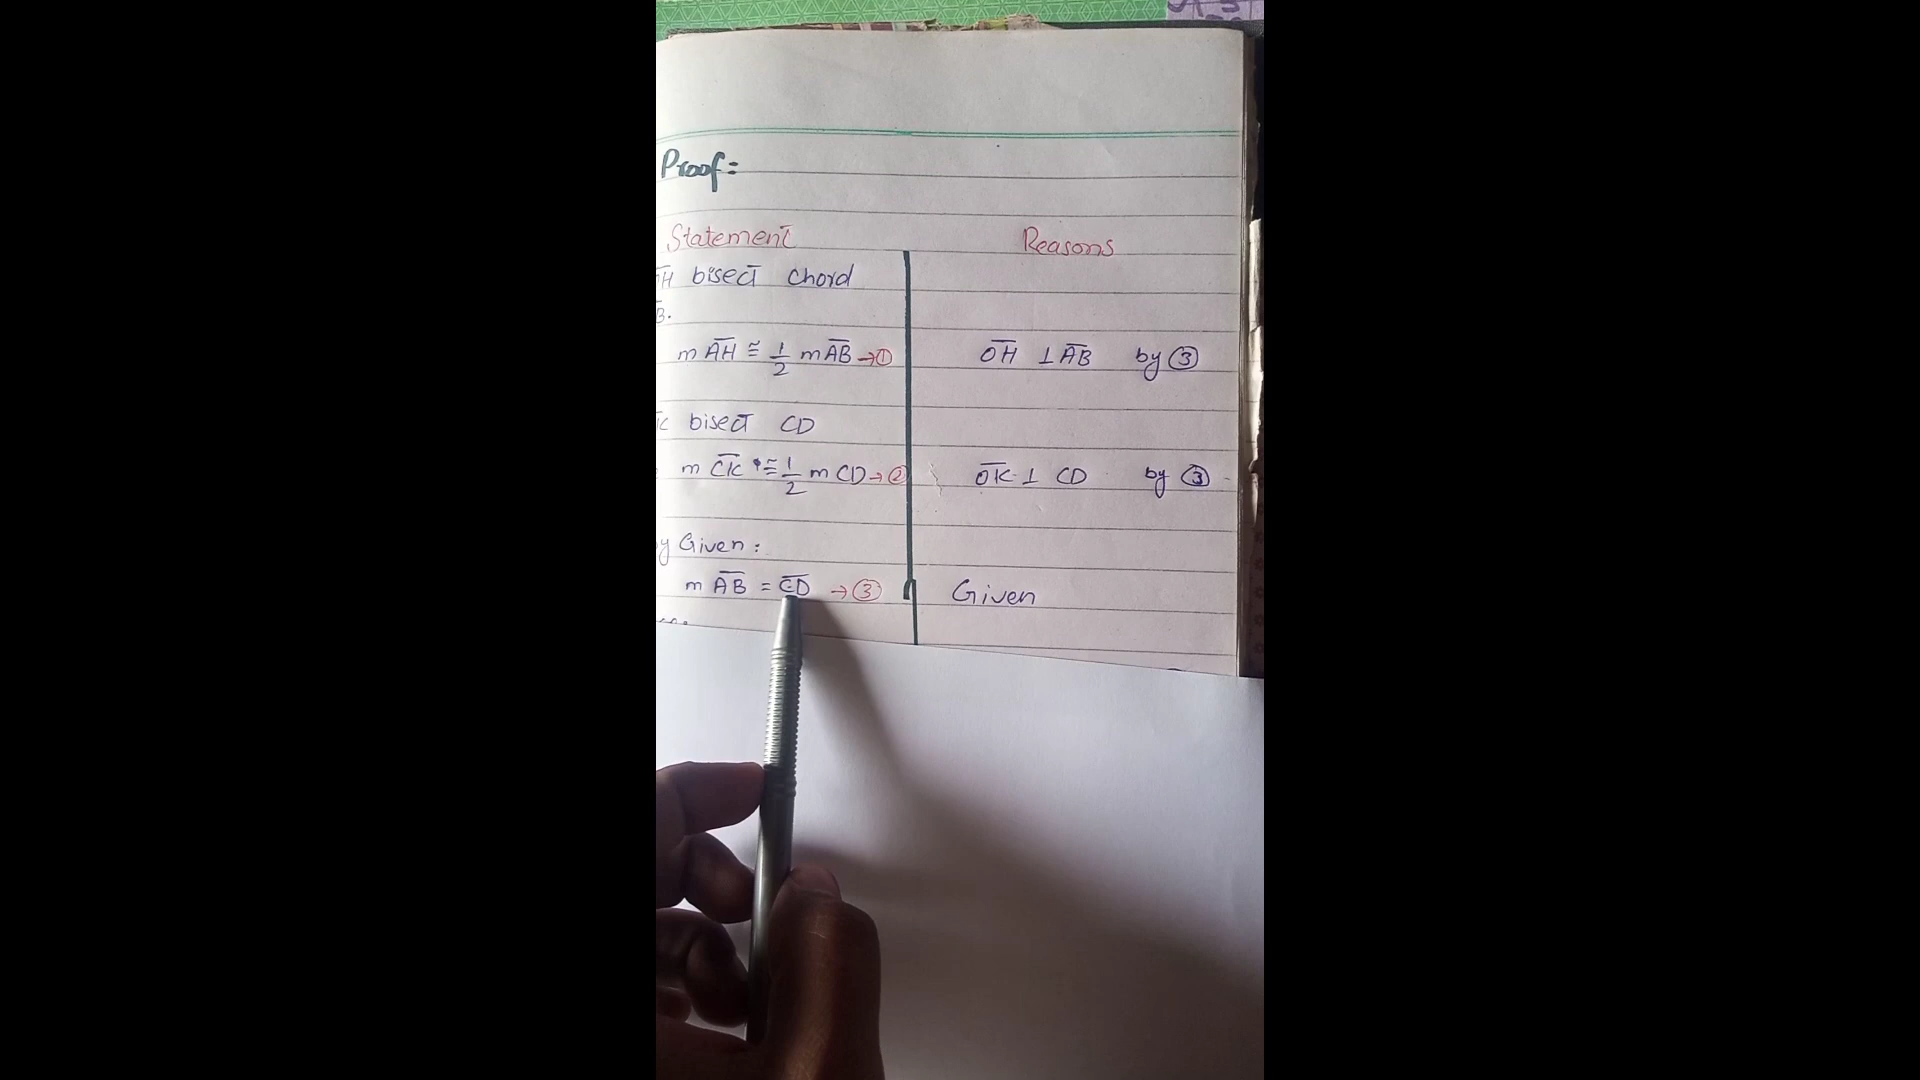 Proof:
Statement Reasons
OH bisect chord
B.
m AH ≅ 1/2 m AB → ① OH ⊥ AB by ③
K bisect CD
m CK ≅ 1/2 m CD → ② OK ⊥ CD by ③
y Given:
m AB = CD → ③ Given